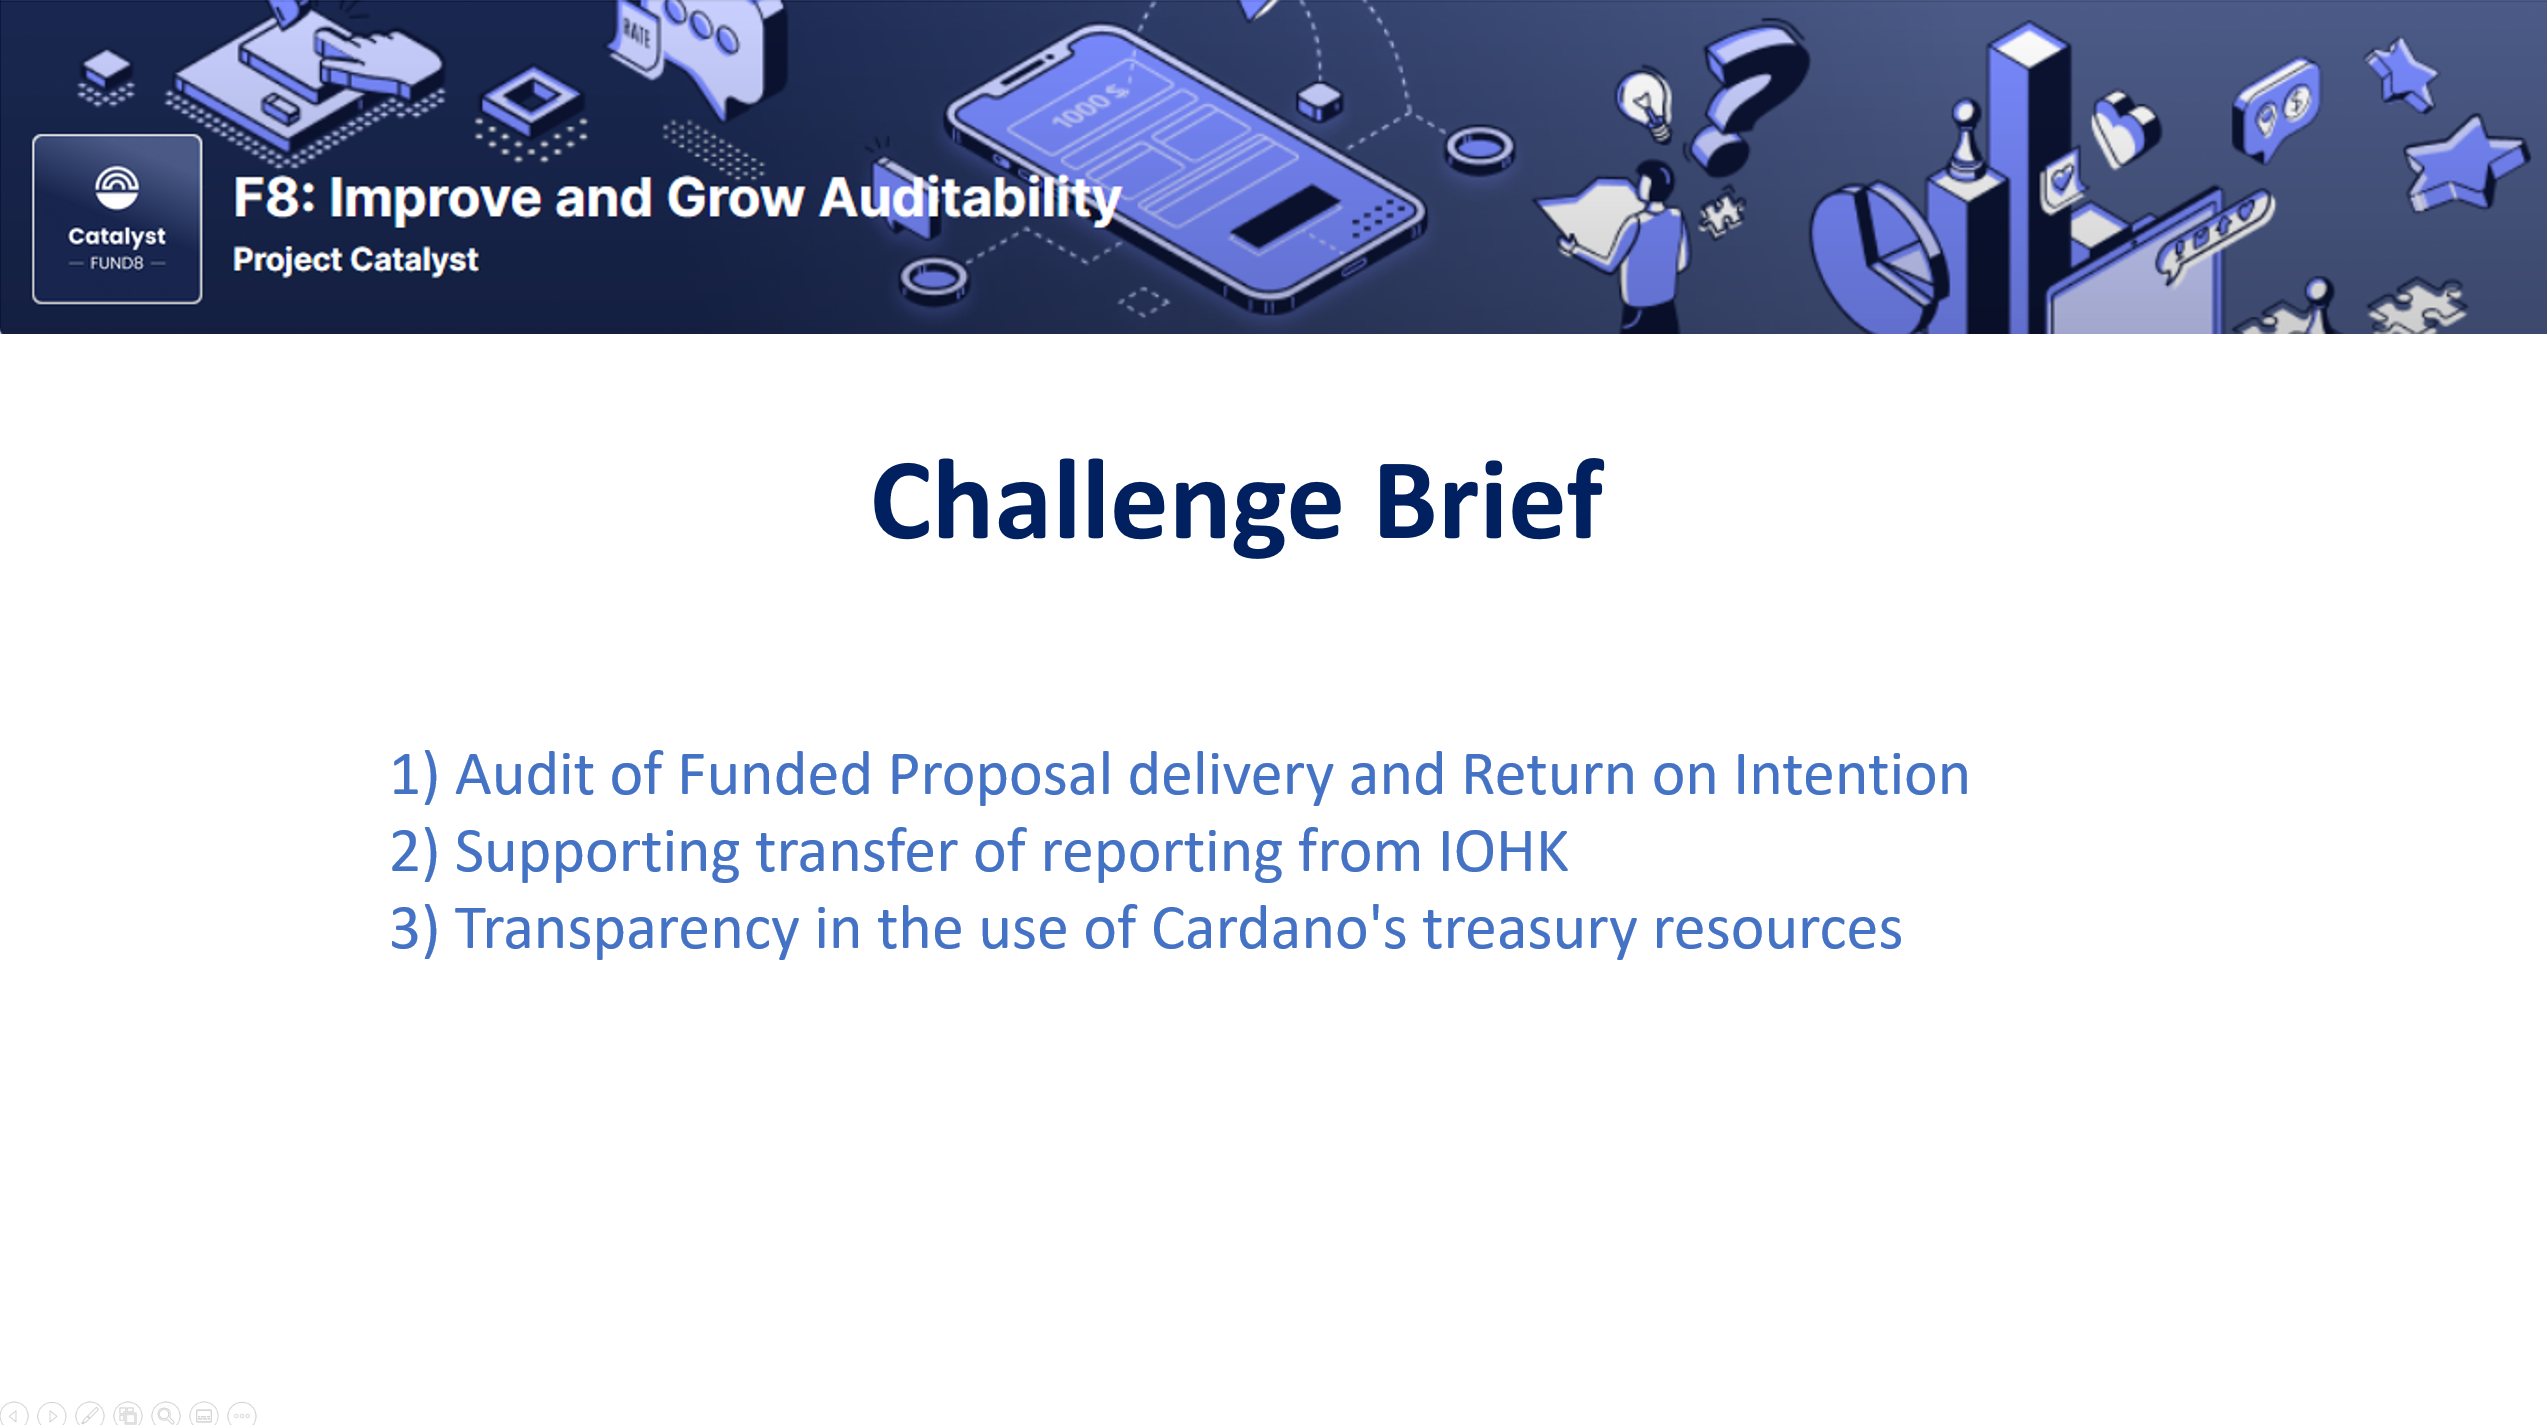 RATE
1000 $
F8: Improve and Grow Auditability
Project Catalyst
Catalyst
— FUND8 —
Challenge Brief
1) Audit of Funded Proposal delivery and Return on Intention
2) Supporting transfer of reporting from IOHK
3) Transparency in the use of Cardano's treasury resources